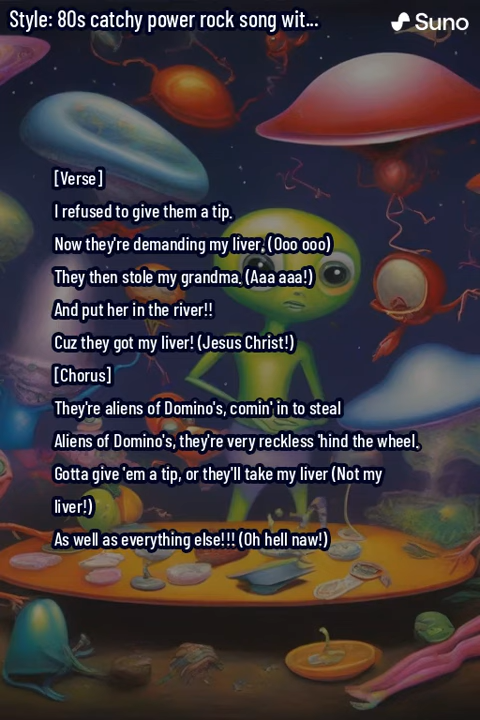 Style: 80s catchy power rock song wit...
Suno
[Verse]
I refused to give them a tip.
Now they're demanding my liver. (Ooo ooo)
They then stole my grandma. (Aaa aaa!)
And put her in the river!!
Cuz they got my liver! (Jesus Christ!)
[Chorus]
They're aliens of Domino's, comin' in to steal
Aliens of Domino's, they're very reckless 'hind the wheel.
Gotta give 'em a tip, or they'll take my liver (Not my
liver!)
As well as everything else!!! (Oh hell naw!)